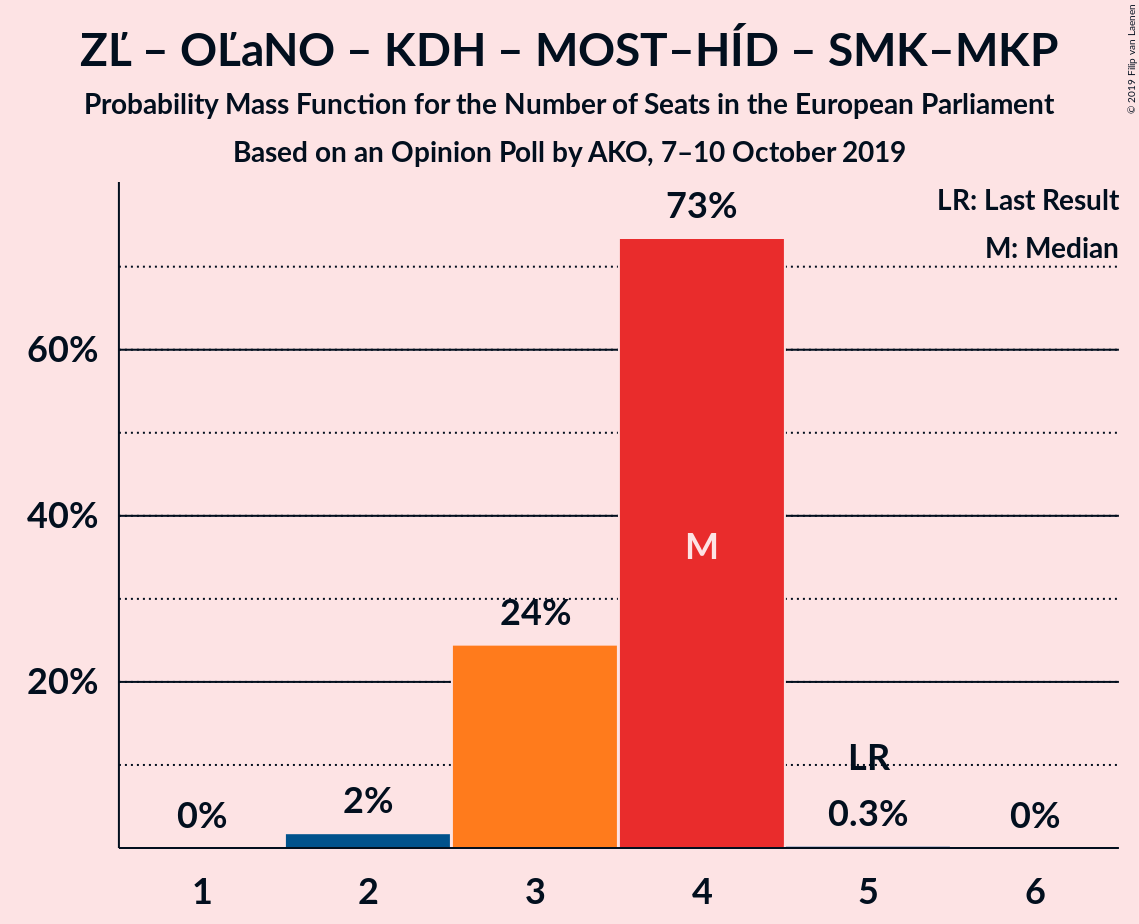 ZĽ – OĽaNO – KDH – MOST–HÍD – SMK–MKP
Probability Mass Function for the Number of Seats in the European Parliament
Based on an Opinion Poll by AKO, 7–10 October 2019
© 2019 Filip van Laenen
LR: Last Result
M: Median
73%
60%
40%
M
24%
20%
LR
0%
2%
0.3%
0%
1
2
3
4
5
6